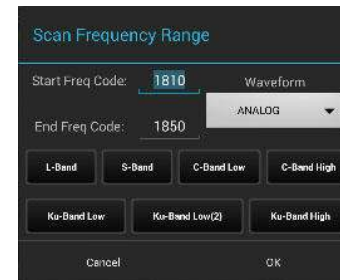 Scan Frequency Range
Start Freq Code: 1810 Waveform
ANALOG
End Freq Code: 1850
L-Band S-Band C-Band Low C-Band High
Ku-Band Low Ku-Band Low(2) Ku-Band High
Cancel OK